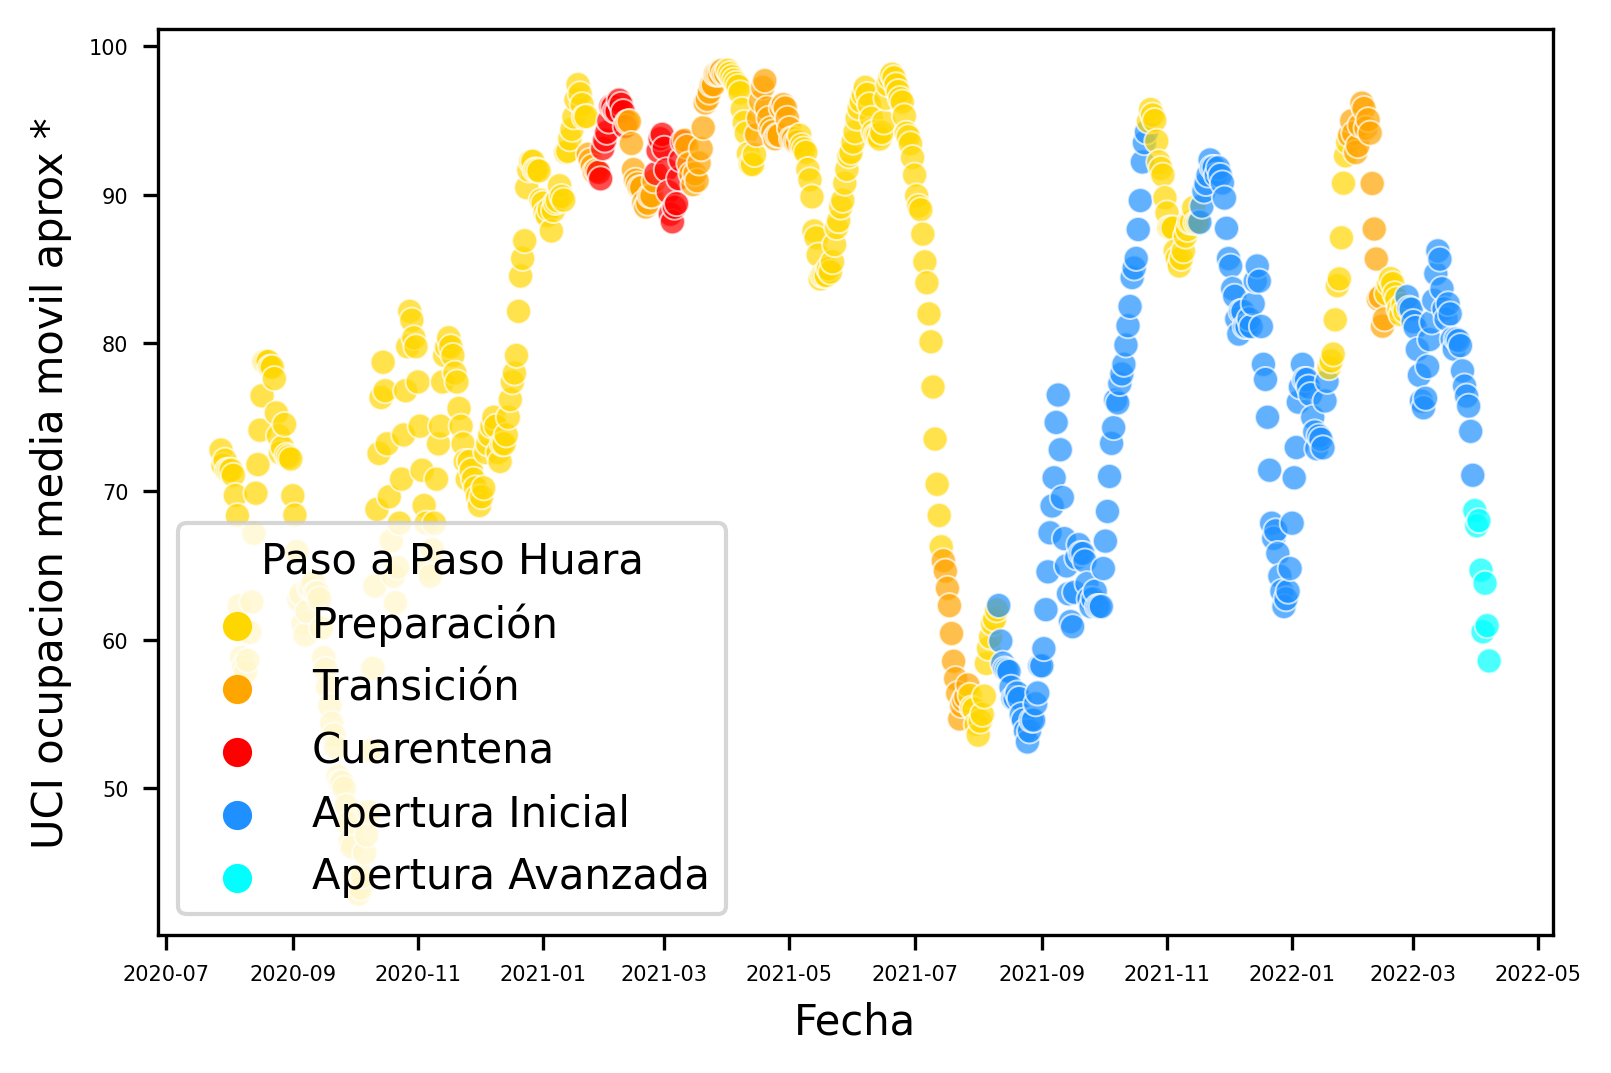 UCI ocupacion media movil aprox *
100
90
80
70
60
50
Paso a Paso Huara
Preparación
Transición
Cuarentena
Apertura Inicial
Apertura Avanzada
2020-07 2020-09 2020-11 2021-01 2021-03 2021-05 2021-07 2021-09 2021-11 2022-01 2022-03 2022-05
Fecha